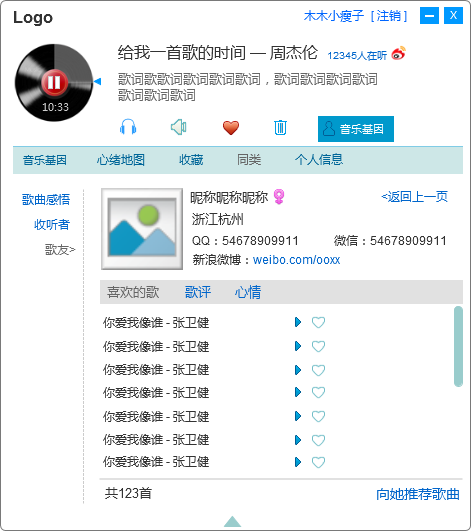 Logo
木木小瘦子 [ 注销 ]
X
给我一首歌的时间 — 周杰伦 12345人在听
歌词歌歌词歌词歌词歌词，歌词歌词歌词歌词
歌词歌词歌词
10:33
音乐基因
音乐基因 心绪地图 收藏 同类 个人信息
歌曲感悟
收听者
歌友>
昵称昵称昵称
<返回上一页
浙江杭州
QQ：54678909911 微信：54678909911
新浪微博：weibo.com/ooxx
喜欢的歌 歌评 心情
你爱我像谁 - 张卫健
你爱我像谁 - 张卫健
你爱我像谁 - 张卫健
你爱我像谁 - 张卫健
你爱我像谁 - 张卫健
你爱我像谁 - 张卫健
你爱我像谁 - 张卫健
共123首 向她推荐歌曲